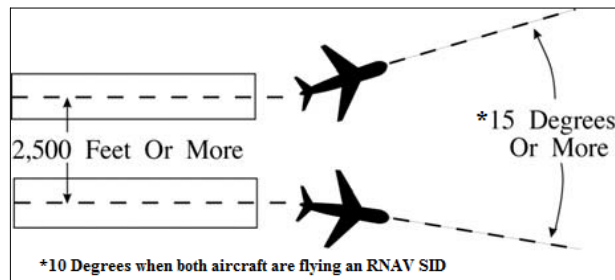 2,500 Feet Or More
*15 Degrees
Or More
*10 Degrees when both aircraft are flying an RNAV SID